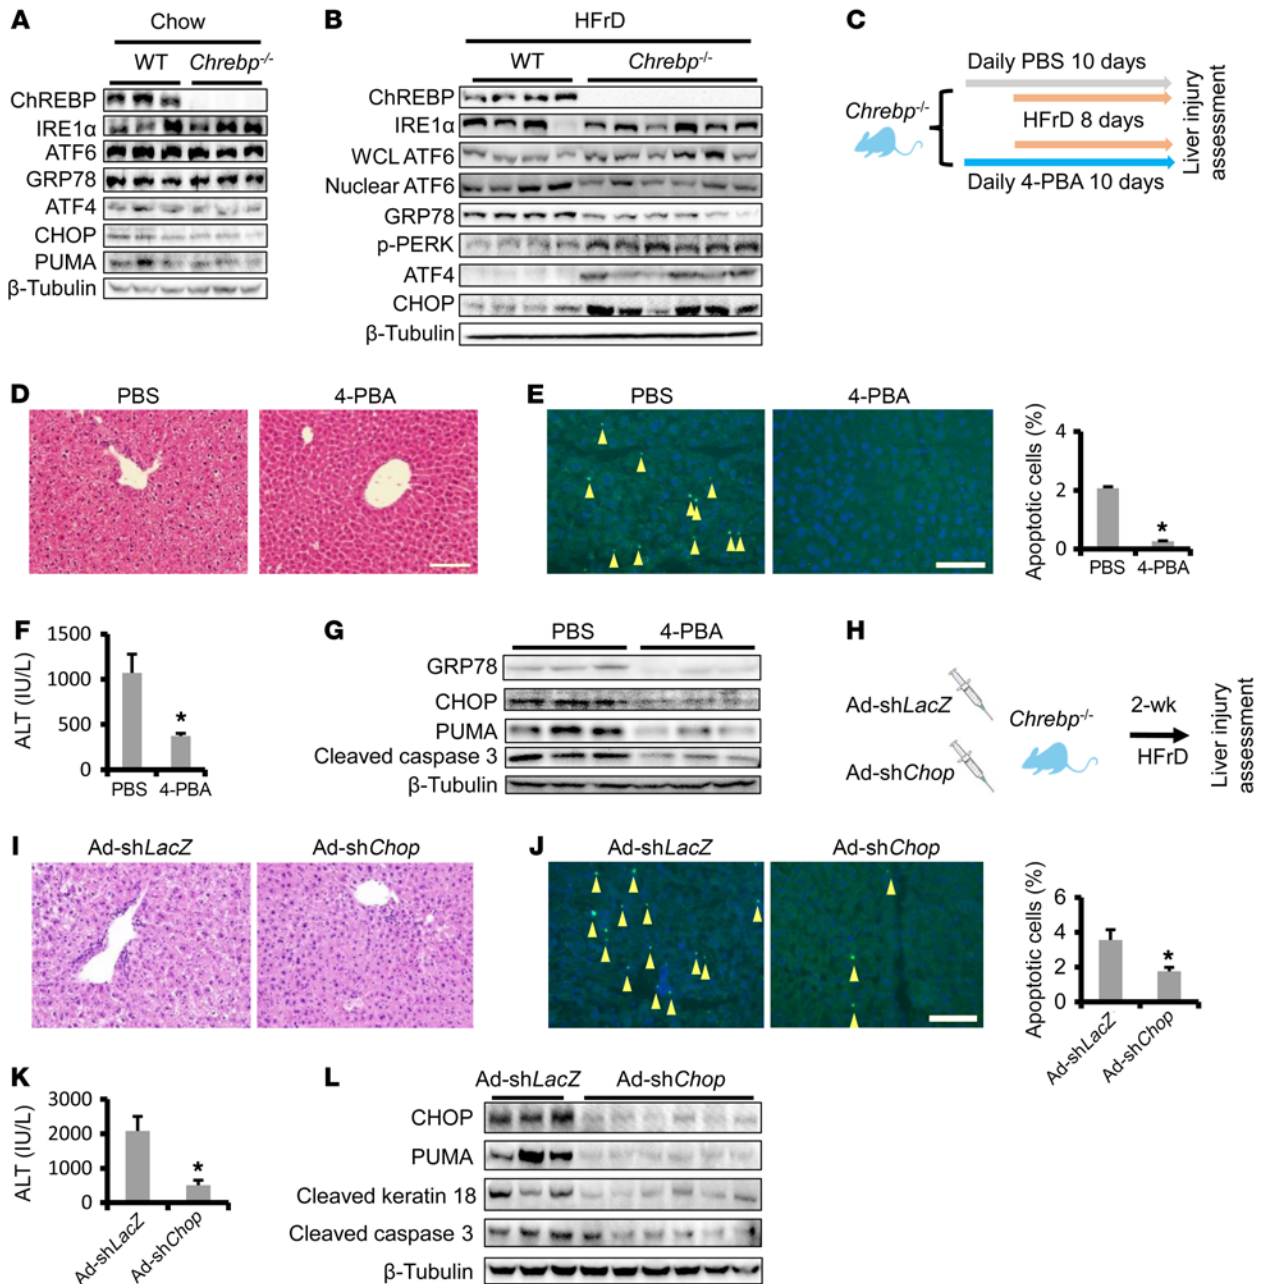 A
Chow
WT Chrebp-/-
ChREBP
IRE1α
ATF6
GRP78
ATF4
CHOP
PUMA
β-Tubulin
B
HFrD
WT Chrebp-/-
ChREBP
IRE1α
WCL ATF6
Nuclear ATF6
GRP78
p-PERK
ATF4
CHOP
β-Tubulin
C
Chrebp-/-
Daily PBS 10 days
HFrD 8 days
Daily 4-PBA 10 days
Liver injury
assessment
D
PBS 4-PBA
E
PBS 4-PBA
Apoptotic cells (%)
4
2
0
*
PBS 4-PBA
F
ALT (IU/L)
1500
1000
500
0
*
PBS 4-PBA
G
PBS 4-PBA
GRP78
CHOP
PUMA
Cleaved caspase 3
β-Tubulin
H
Ad-shLacZ
Ad-shChop
Chrebp-/-
2-wk
HFrD
Liver injury
assessment
I
Ad-shLacZ Ad-shChop
J
Ad-shLacZ Ad-shChop
Apoptotic cells (%)
6
4
2
0
*
Ad-shLacZ
Ad-shChop
K
ALT (IU/L)
3000
2000
1000
0
*
Ad-shLacZ
Ad-shChop
L
Ad-shLacZ Ad-shChop
CHOP
PUMA
Cleaved keratin 18
Cleaved caspase 3
β-Tubulin